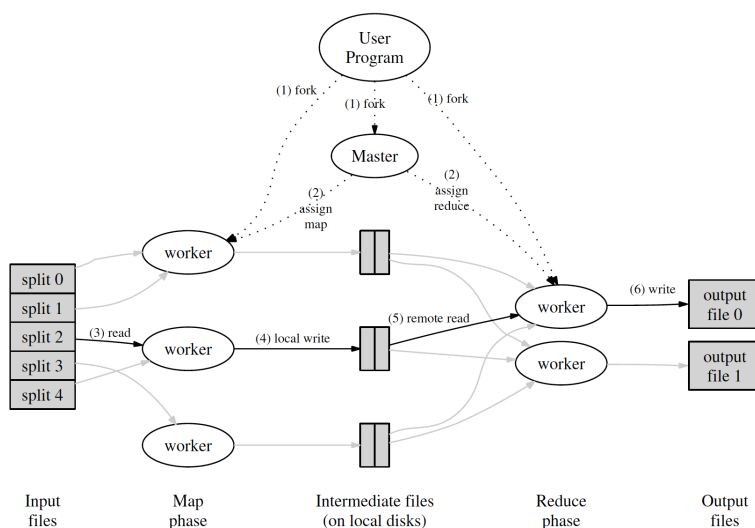 User
Program
(1) fork
(1) fork
(1) fork
Master
(2)
assign
map
(2)
assign
reduce
worker
split 0
split 1
split 2
split 3
split 4
(3) read
worker
(4) local write
(5) remote read
worker
worker
(6) write
output
file 0
worker
output
file 1
Input
files
Map
phase
Intermediate files
(on local disks)
Reduce
phase
Output
files